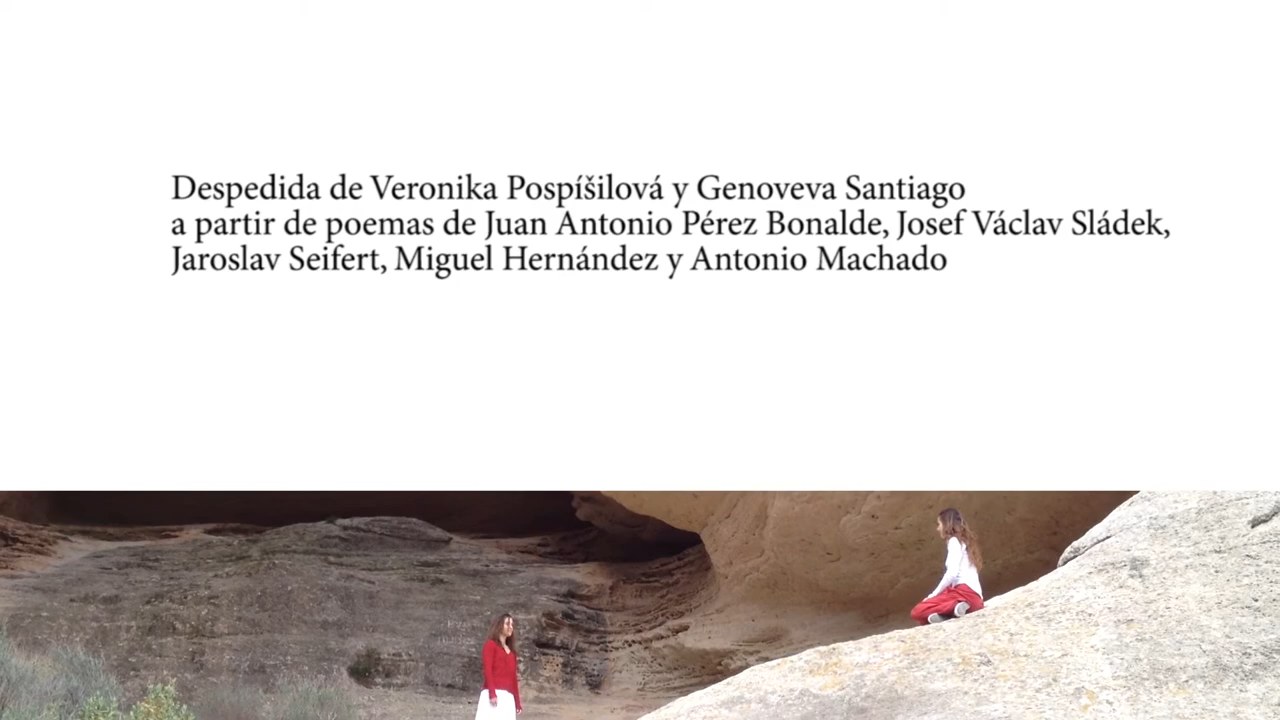 Despedida de Veronika Pospíšilová y Genoveva Santiago
a partir de poemas de Juan Antonio Pérez Bonalde, Josef Václav Sládek,
Jaroslav Seifert, Miguel Hernández y Antonio Machado